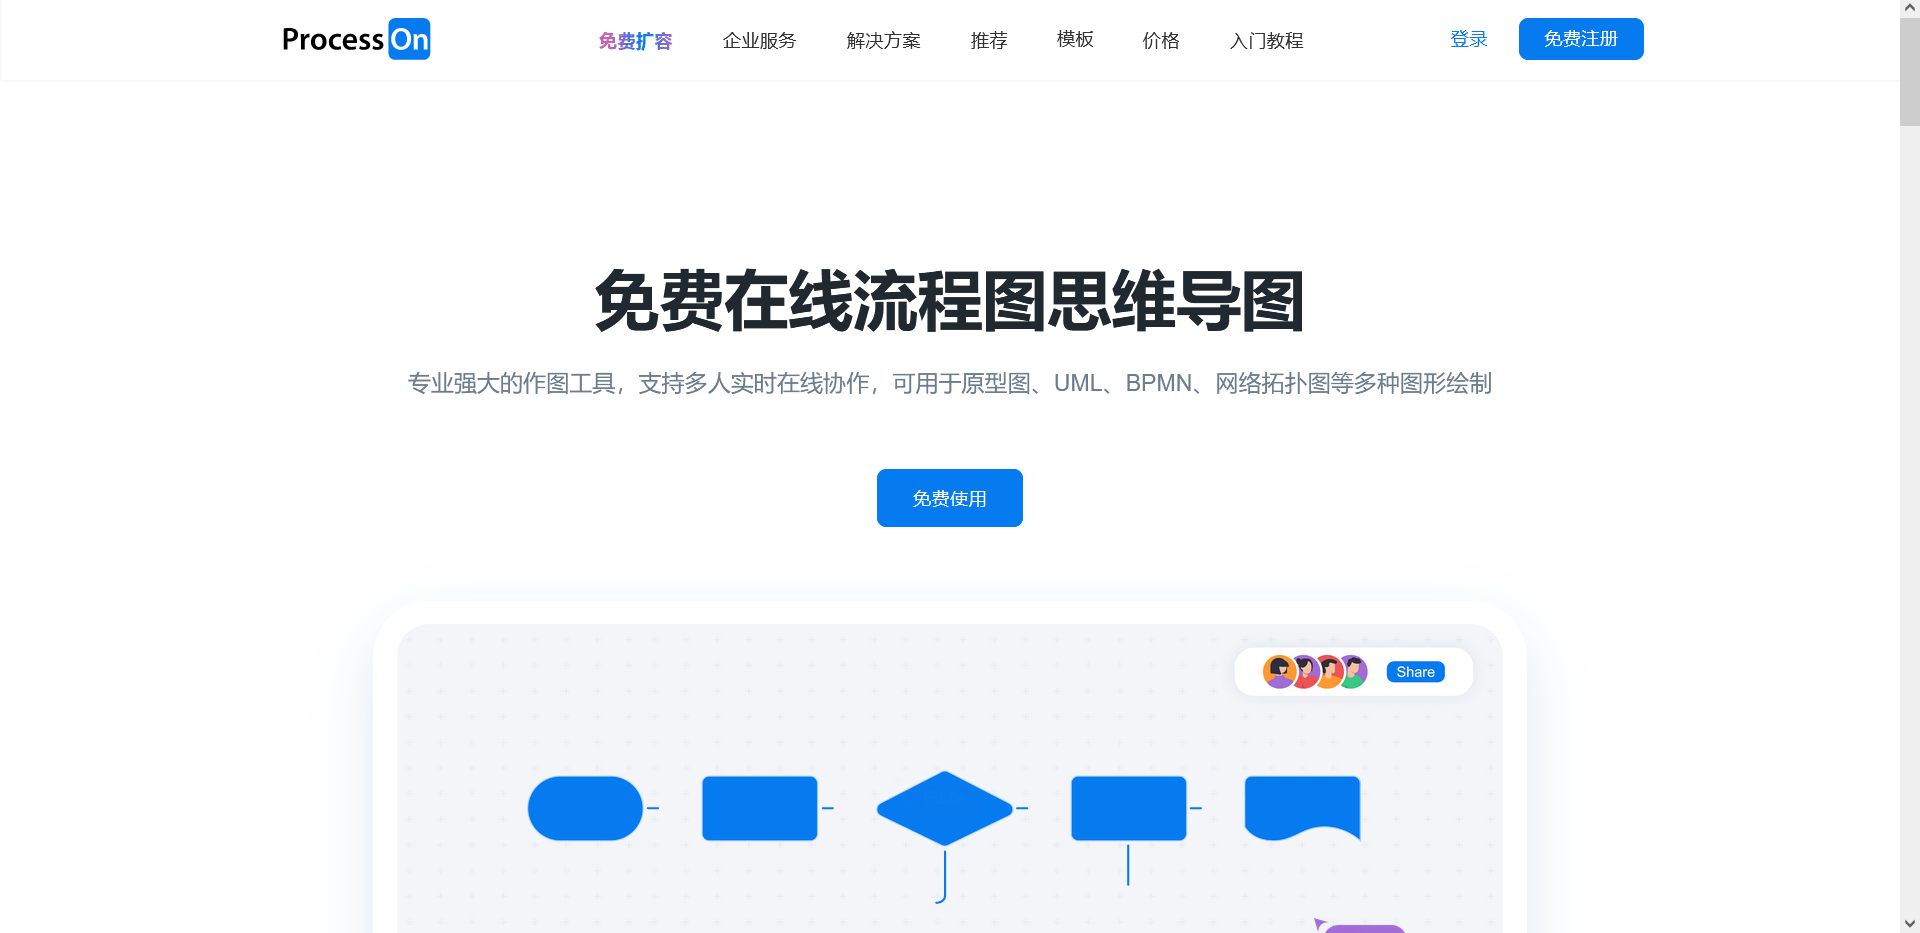 ProcessOn 免费扩容 企业服务 解决方案 推荐 模板 价格 入门教程 登录 免费注册
免费在线流程图思维导图
专业强大的作图工具，支持多人实时在线协作，可用于原型图、UML、BPMN、网络拓扑图等多种图形绘制
免费使用
Share